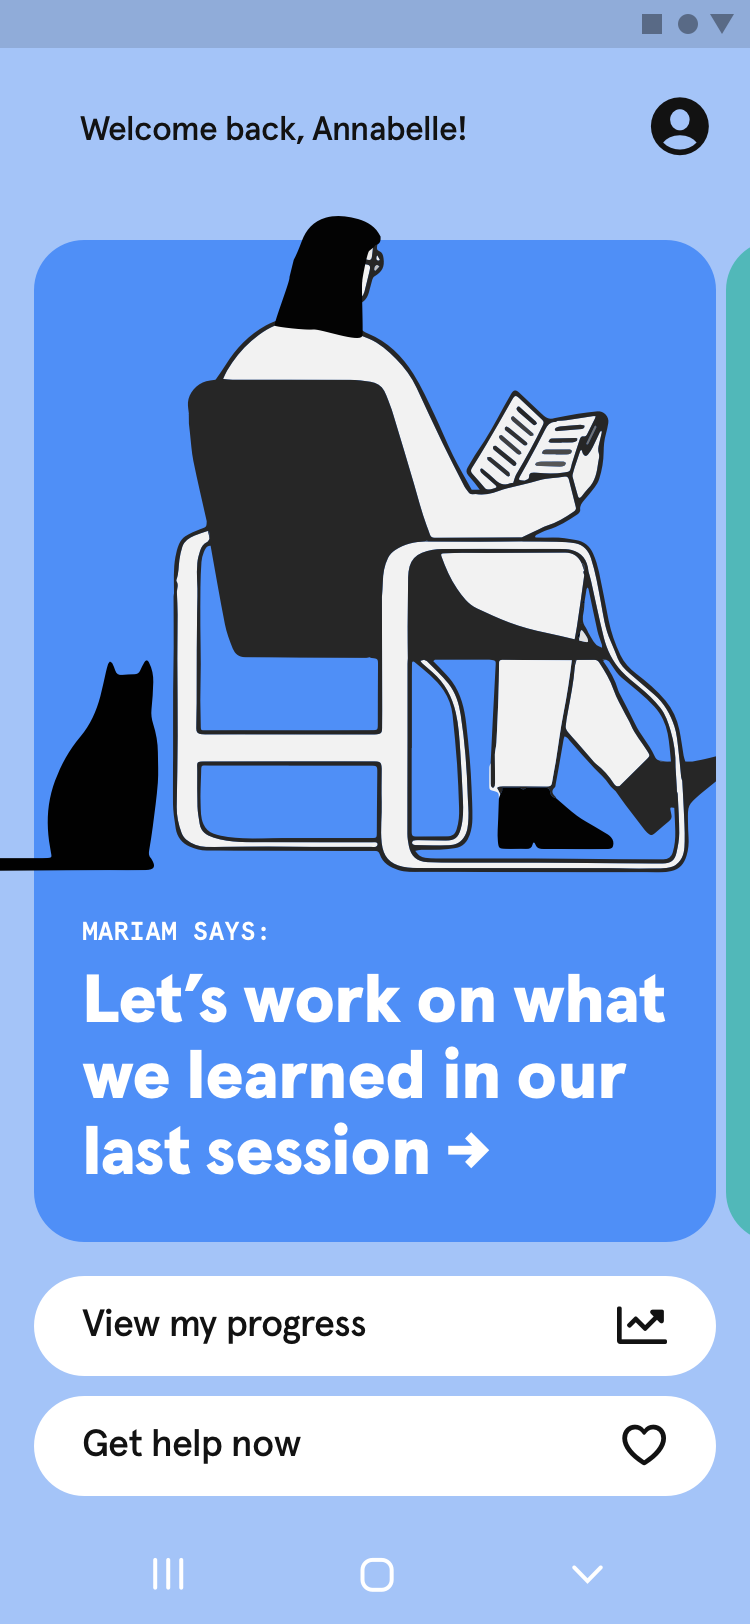 Welcome back, Annabelle!
MARIAM SAYS:
Let’s work on what
we learned in our
last session →
View my progress
Get help now